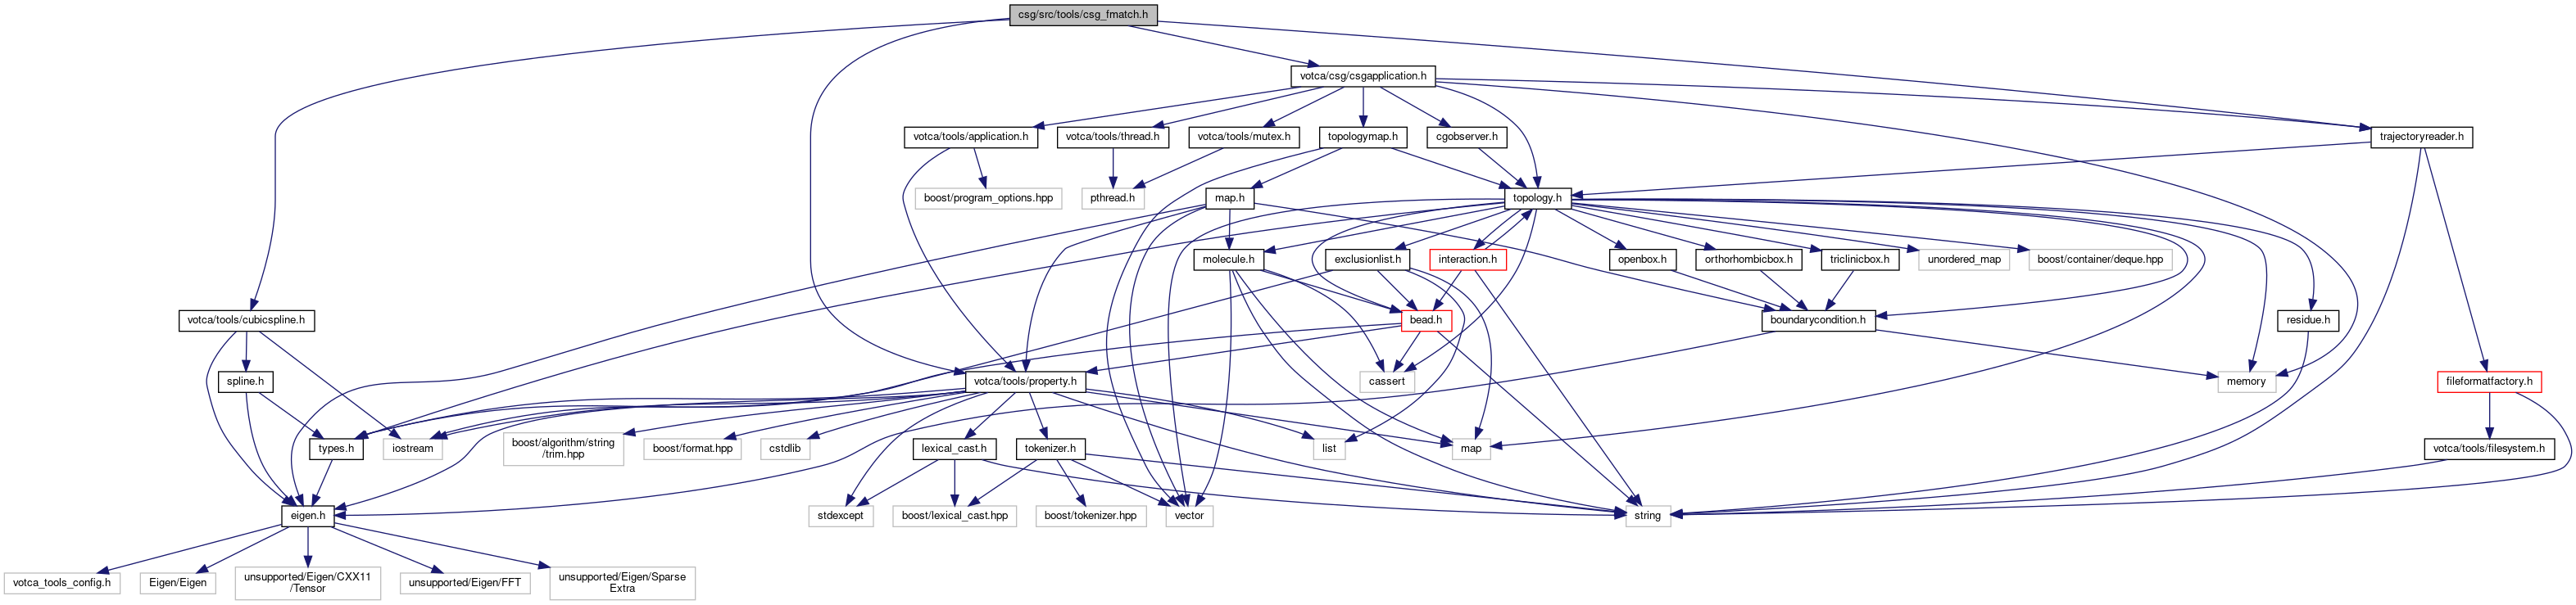 csg/src/tools/csg_fmatch.h
votca/csg/csgapplication.h
votca/tools/application.h
votca/tools/thread.h
votca/tools/mutex.h
topologymap.h
cgobserver.h
trajectoryreader.h
boost/program_options.hpp
pthread.h
map.h
topology.h
molecule.h
exclusionlist.h
interaction.h
openbox.h
orthorhombicbox.h
triclinicbox.h
unordered_map
boost/container/deque.hpp
votca/tools/cubicspline.h
bead.h
boundarycondition.h
residue.h
spline.h
votca/tools/property.h
cassert
memory
fileformatfactory.h
types.h
iostream
boost/algorithm/string
/trim.hpp
boost/format.hpp
cstdlib
lexical_cast.h
tokenizer.h
list
map
votca/tools/filesystem.h
eigen.h
stdexcept
boost/lexical_cast.hpp
boost/tokenizer.hpp
vector
string
votca_tools_config.h
Eigen/Eigen
unsupported/Eigen/CXX11
/Tensor
unsupported/Eigen/FFT
unsupported/Eigen/Sparse
Extra